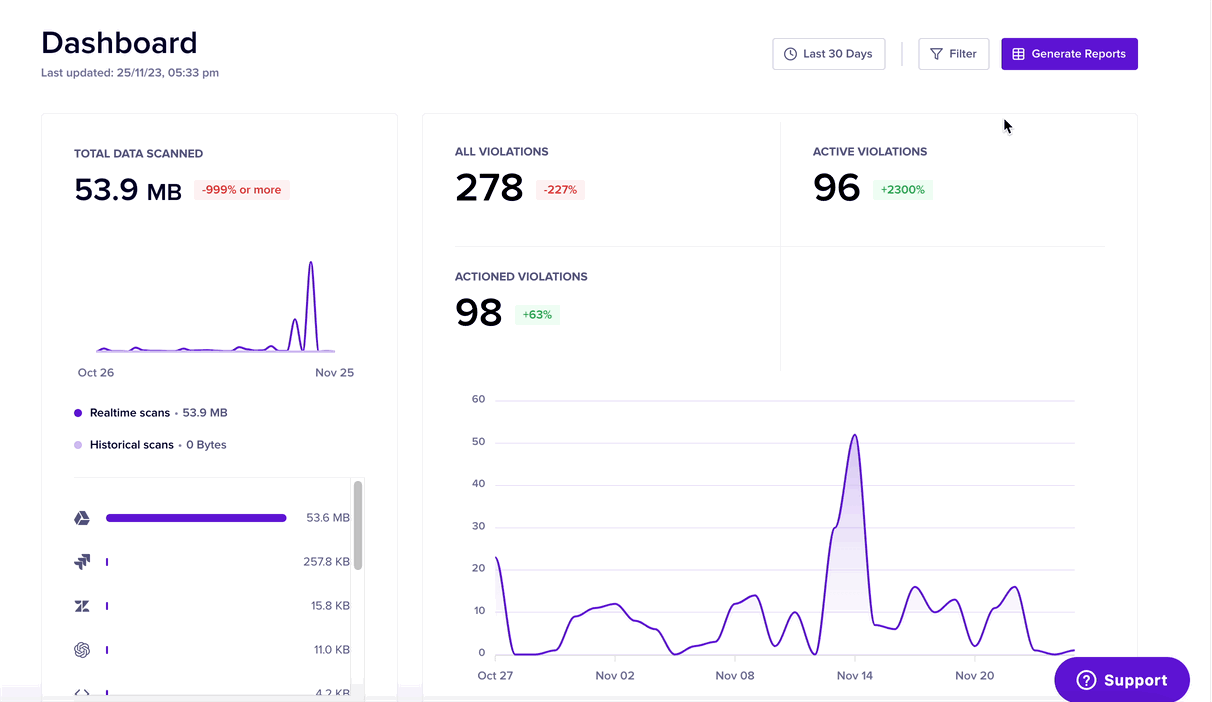 Dashboard
Last updated: 25/11/23, 05:33 pm
Last 30 Days
Filter
Generate Reports
TOTAL DATA SCANNED
53.9 MB -999% or more
Oct 26 Nov 25
Realtime scans • 53.9 MB
Historical scans • 0 Bytes
53.6 MB
257.8 KB
15.8 KB
11.0 KB
4.2 KB
ALL VIOLATIONS
278 -227%
ACTIVE VIOLATIONS
96 +2300%
ACTIONED VIOLATIONS
98 +63%
60
50
40
30
20
10
0
Oct 27 Nov 02 Nov 08 Nov 14 Nov 20
Support